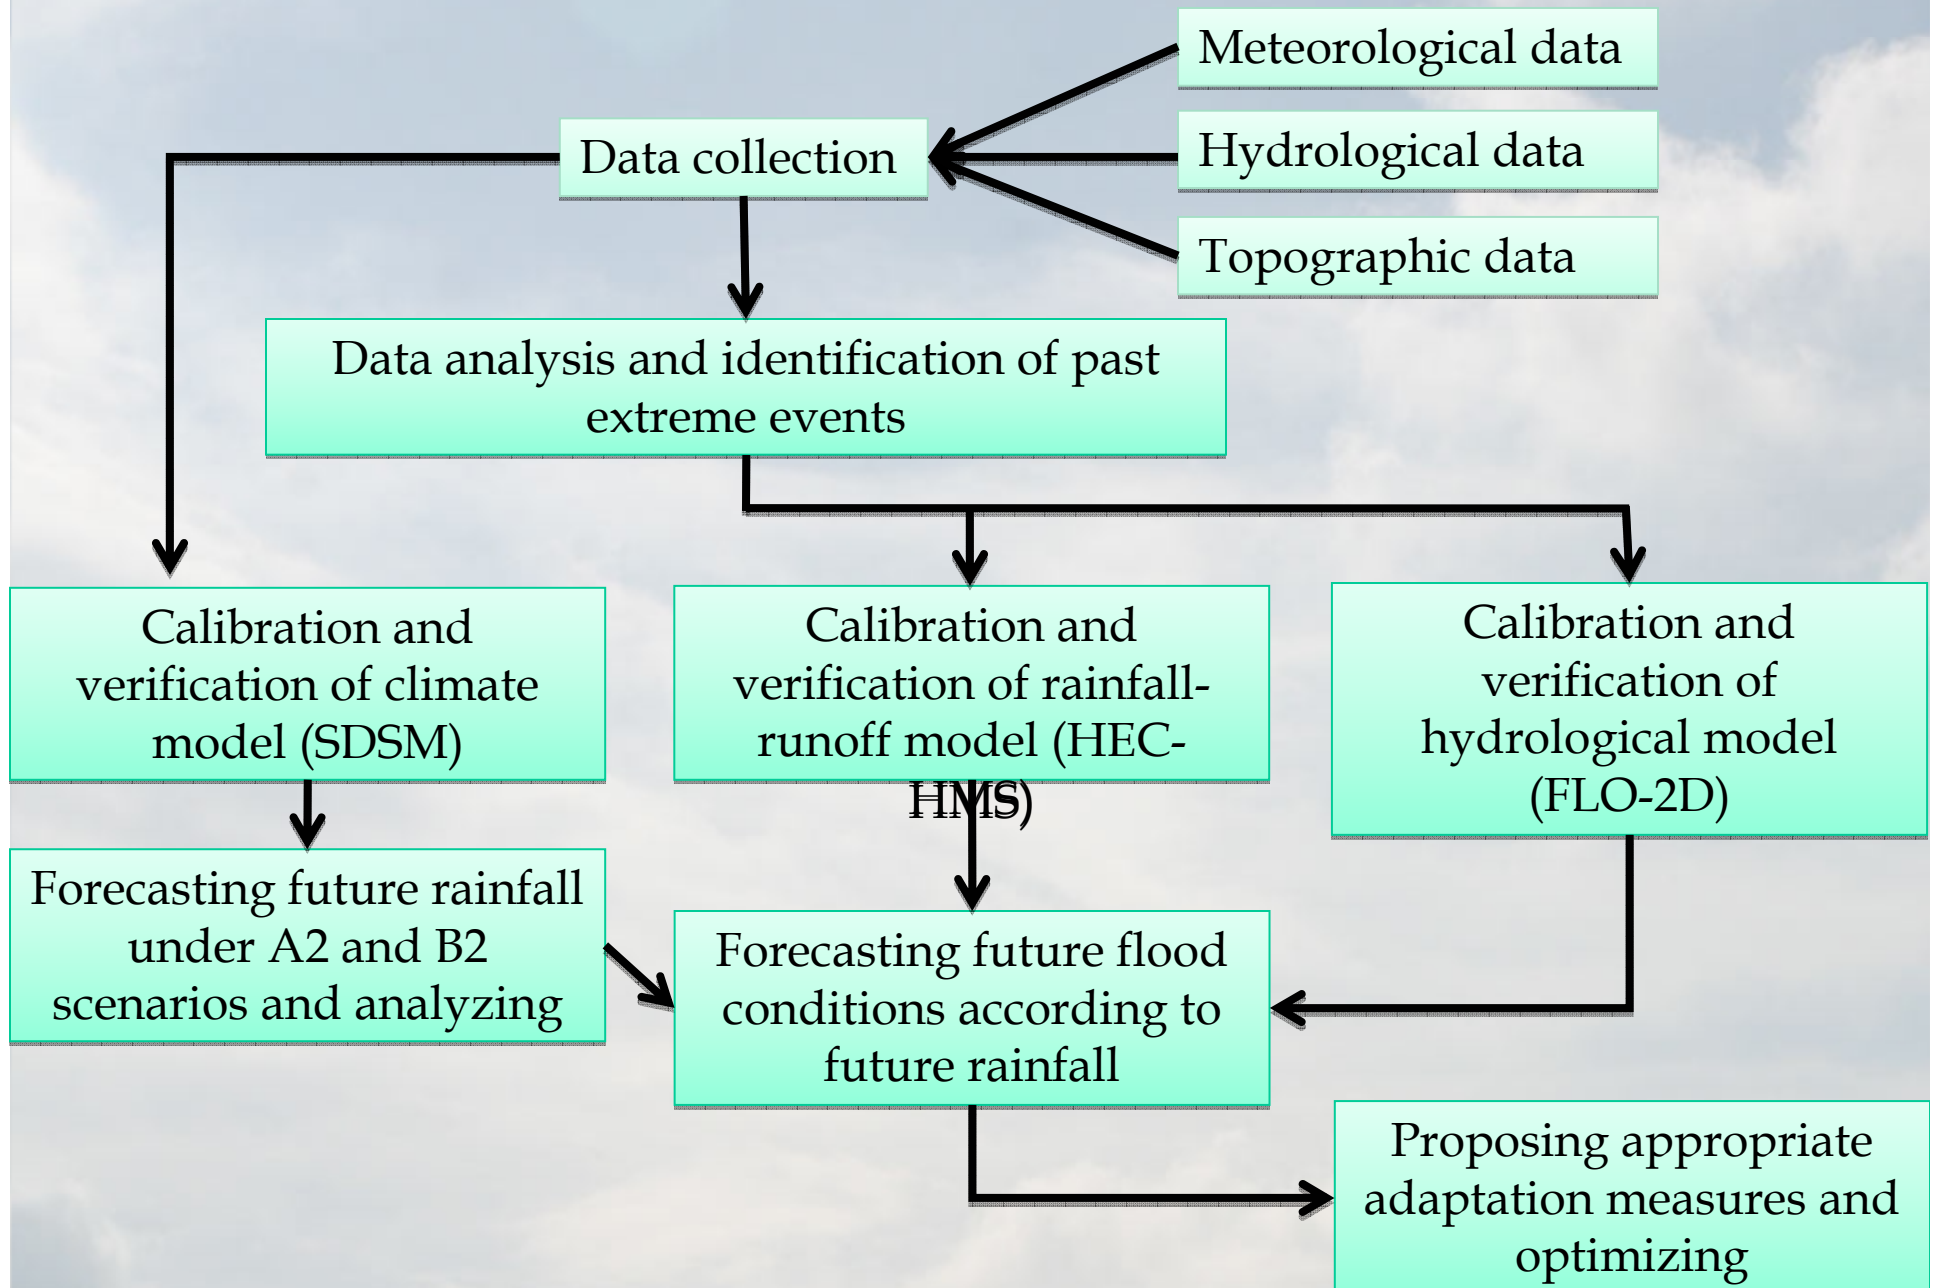 Meteorological data
Data collection
Hydrological data
Topographic data
Data analysis and identification of past
extreme events
Calibration and
verification of climate
model (SDSM)
Calibration and
verification of rainfall-
runoff model (HEC-
HMS)
Calibration and
verification of
hydrological model
(FLO-2D)
Forecasting future rainfall
under A2 and B2
scenarios and analyzing
Forecasting future flood
conditions according to
future rainfall
Proposing appropriate
adaptation measures and
optimizing